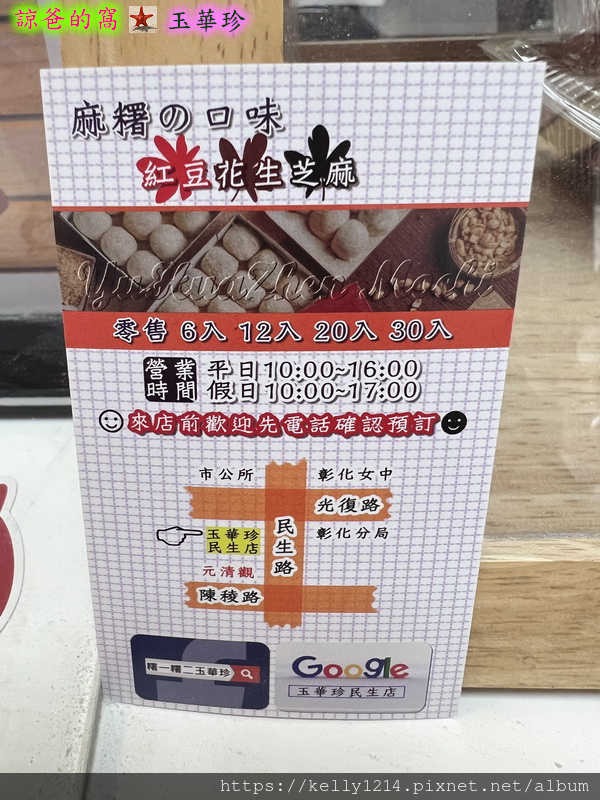 諒爸的窩 玉華珍
麻糬の口味
紅豆花生芝麻
YuHuaZhen Mochi
零售 6入 12入 20入 30入
營業時間
平日10:00~16:00
假日10:00~17:00
來店前歡迎先電話確認預訂
市公所
彰化女中
光復路
民生路
玉華珍
民生店
彰化分局
元清觀
陳稜路
糬一糬二玉華珍
Google
玉華珍民生店
https://kelly1214.pixnet.net/album